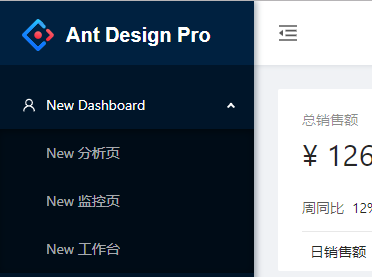 Ant Design Pro
New Dashboard
New 分析页
New 监控页
New 工作台
总销售额
¥ 126
周同比 12%
日销售额